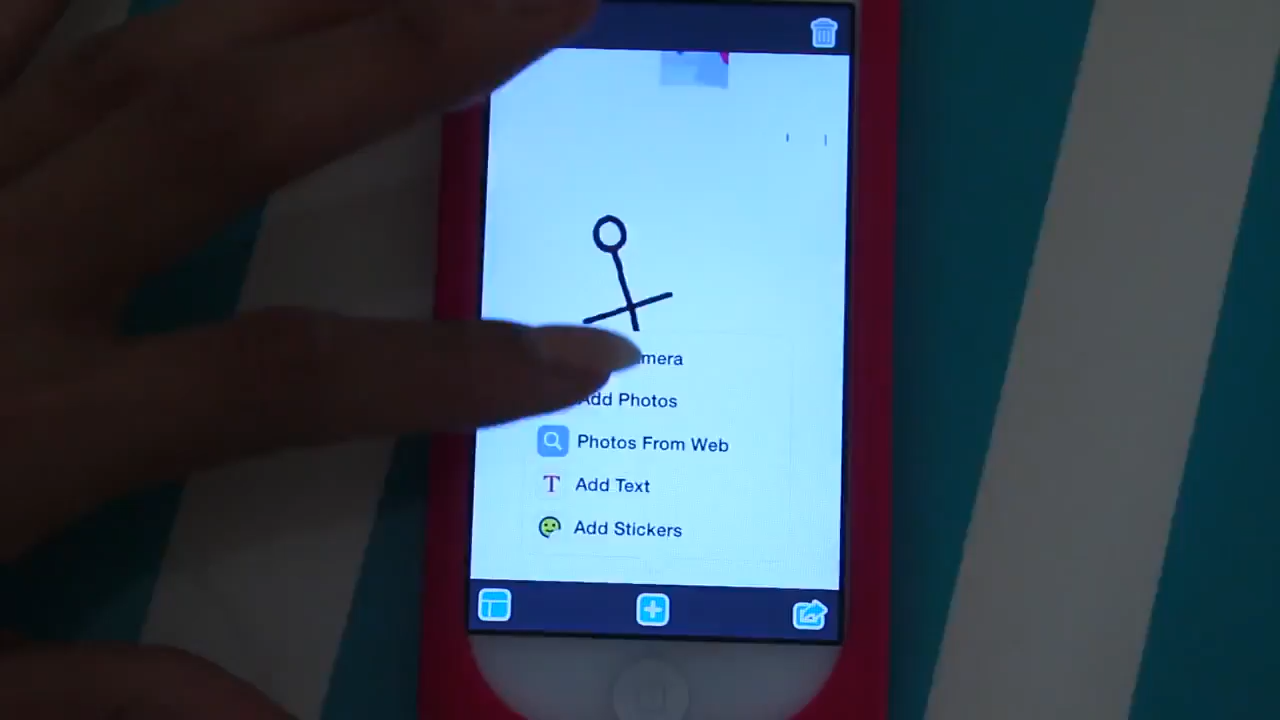 mera
Add Photos
Photos From Web
T Add Text
Add Stickers